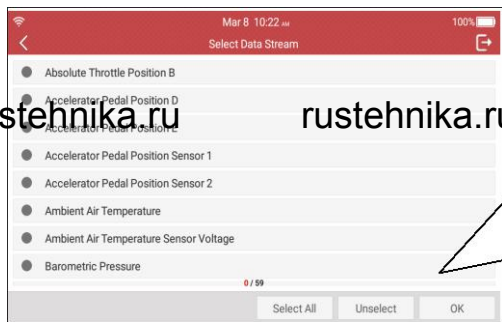 Mar 8 10:22 AM
100%
Select Data Stream
Absolute Throttle Position B
Accelerator Pedal Position D
stehnika.ru rustehnika.ru
Accelerator Pedal Position E
Accelerator Pedal Position Sensor 1
Accelerator Pedal Position Sensor 2
Ambient Air Temperature
Ambient Air Temperature Sensor Voltage
Barometric Pressure
0 / 59
Select All Unselect OK